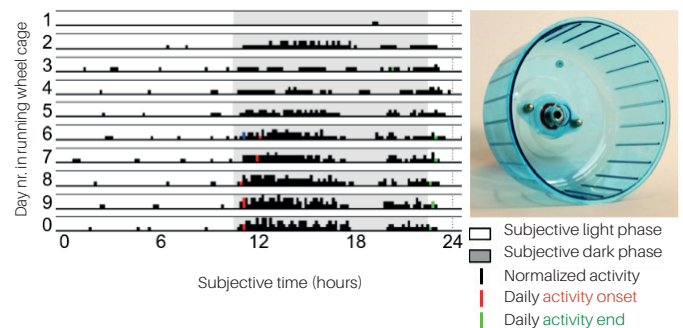 Day nr. in running wheel cage
1
2
3
4
5
6
7
8
9
0
0 6 12 18 24
Subjective time (hours)
Subjective light phase
Subjective dark phase
Normalized activity
Daily activity onset
Daily activity end